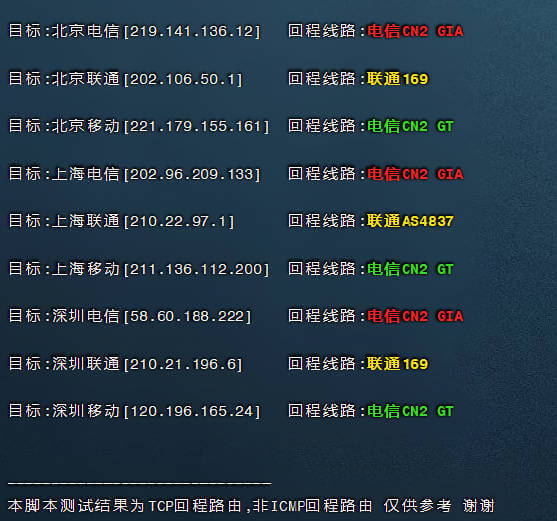 目标:北京电信[219.141.136.12] 回程线路:电信CN2 GIA
目标:北京联通[202.106.50.1] 回程线路:联通169
目标:北京移动[221.179.155.161] 回程线路:电信CN2 GT
目标:上海电信[202.96.209.133] 回程线路:电信CN2 GIA
目标:上海联通[210.22.97.1] 回程线路:联通AS4837
目标:上海移动[211.136.112.200] 回程线路:电信CN2 GT
目标:深圳电信[58.60.188.222] 回程线路:电信CN2 GIA
目标:深圳联通[210.21.196.6] 回程线路:联通169
目标:深圳移动[120.196.165.24] 回程线路:电信CN2 GT
------------------------------
本脚本测试结果为TCP回程路由,非ICMP回程路由 仅供参考 谢谢